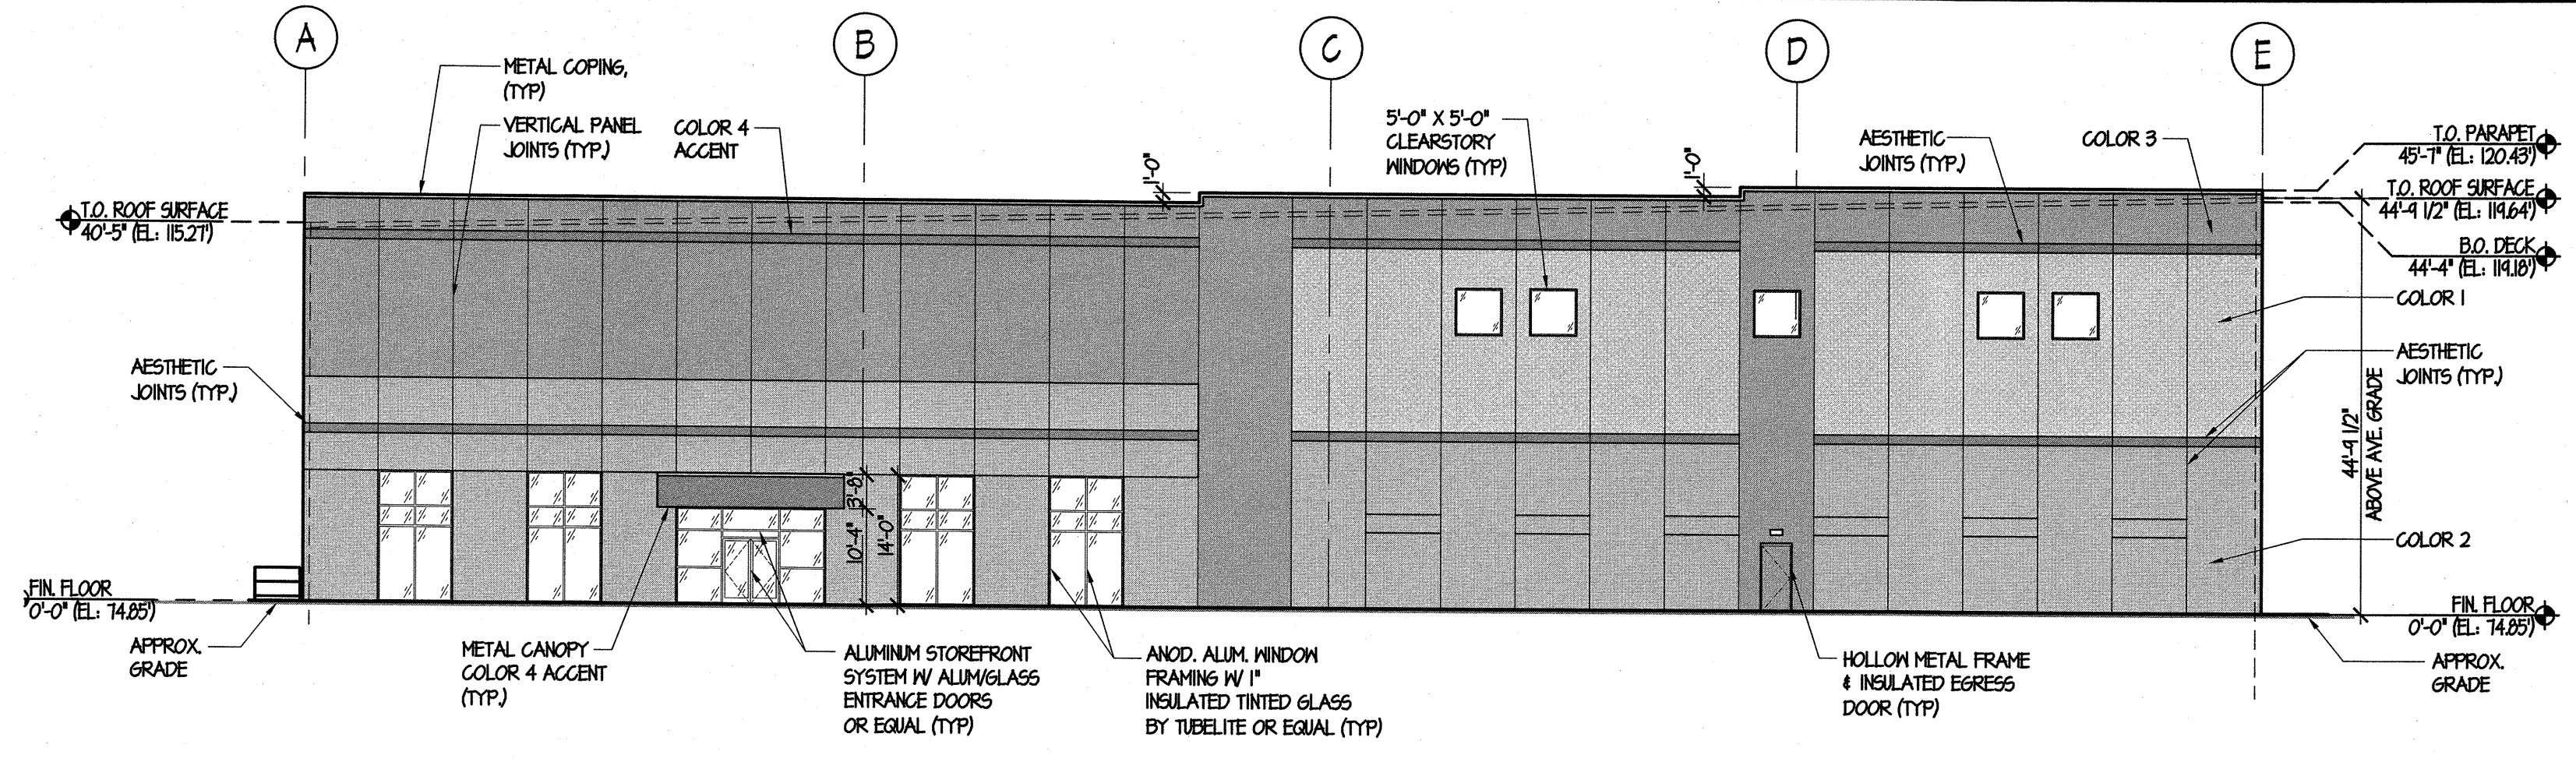 A
B
C
D
E
METAL COPING,
(TYP)
VERTICAL PANEL
JOINTS (TYP.)
COLOR 4
ACCENT
1'-0"
5'-0" X 5'-0"
CLEARSTORY
WINDOWS (TYP)
1'-0"
AESTHETIC
JOINTS (TYP.)
COLOR 3
T.O. PARAPET
45'-7" (EL: 120.43')
T.O. ROOF SURFACE
44'-9 1/2" (EL: 119.64')
B.O. DECK
44'-4" (EL: 119.18')
T.O. ROOF SURFACE
40'-5" (EL: 115.27')
COLOR 1
AESTHETIC
JOINTS (TYP.)
AESTHETIC
JOINTS (TYP.)
44'-9 1/2"
ABOVE AVE. GRADE
3'-8"
10'-4"
14'-0"
COLOR 2
FIN. FLOOR
0'-0" (EL: 74.85')
FIN. FLOOR
0'-0" (EL: 74.85')
APPROX.
GRADE
METAL CANOPY
COLOR 4 ACCENT
(TYP.)
ALUMINUM STOREFRONT
SYSTEM W/ ALUM/GLASS
ENTRANCE DOORS
OR EQUAL (TYP)
ANOD. ALUM. WINDOW
FRAMING W/ 1"
INSULATED TINTED GLASS
BY TUBELITE OR EQUAL (TYP)
HOLLOW METAL FRAME
& INSULATED EGRESS
DOOR (TYP)
APPROX.
GRADE